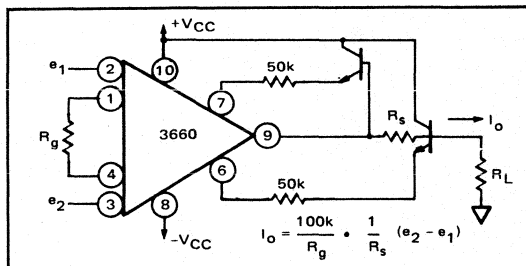 +VCC
e1
2
10
1
7
50k
Rg
3660
9
Rs
Io
4
6
RL
e2
3
8
50k
−VCC
Io = 100k/Rg • 1/Rs (e2 − e1)